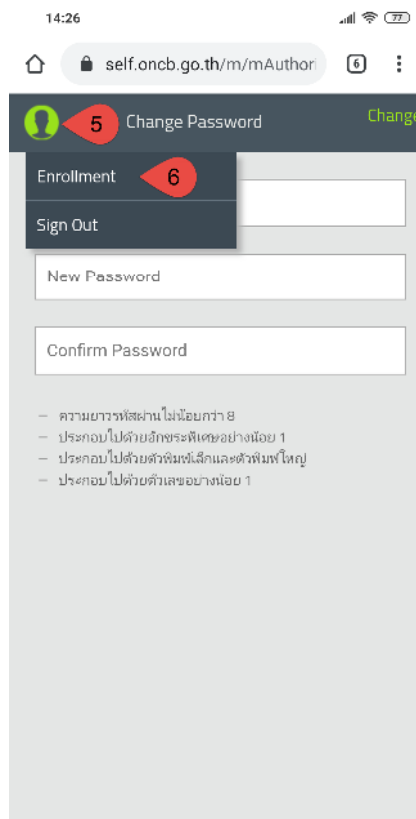 14:26
77
self.oncb.go.th/m/mAuthori
6
5
Change Password
Change
Enrollment
6
Sign Out
New Password
Confirm Password
– ความยาวรหัสผ่านไม่น้อยกว่า 8
– ประกอบไปด้วยอักขระพิเศษอย่างน้อย 1
– ประกอบไปด้วยตัวพิมพ์เล็กและตัวพิมพ์ใหญ่
– ประกอบไปด้วยตัวเลขอย่างน้อย 1